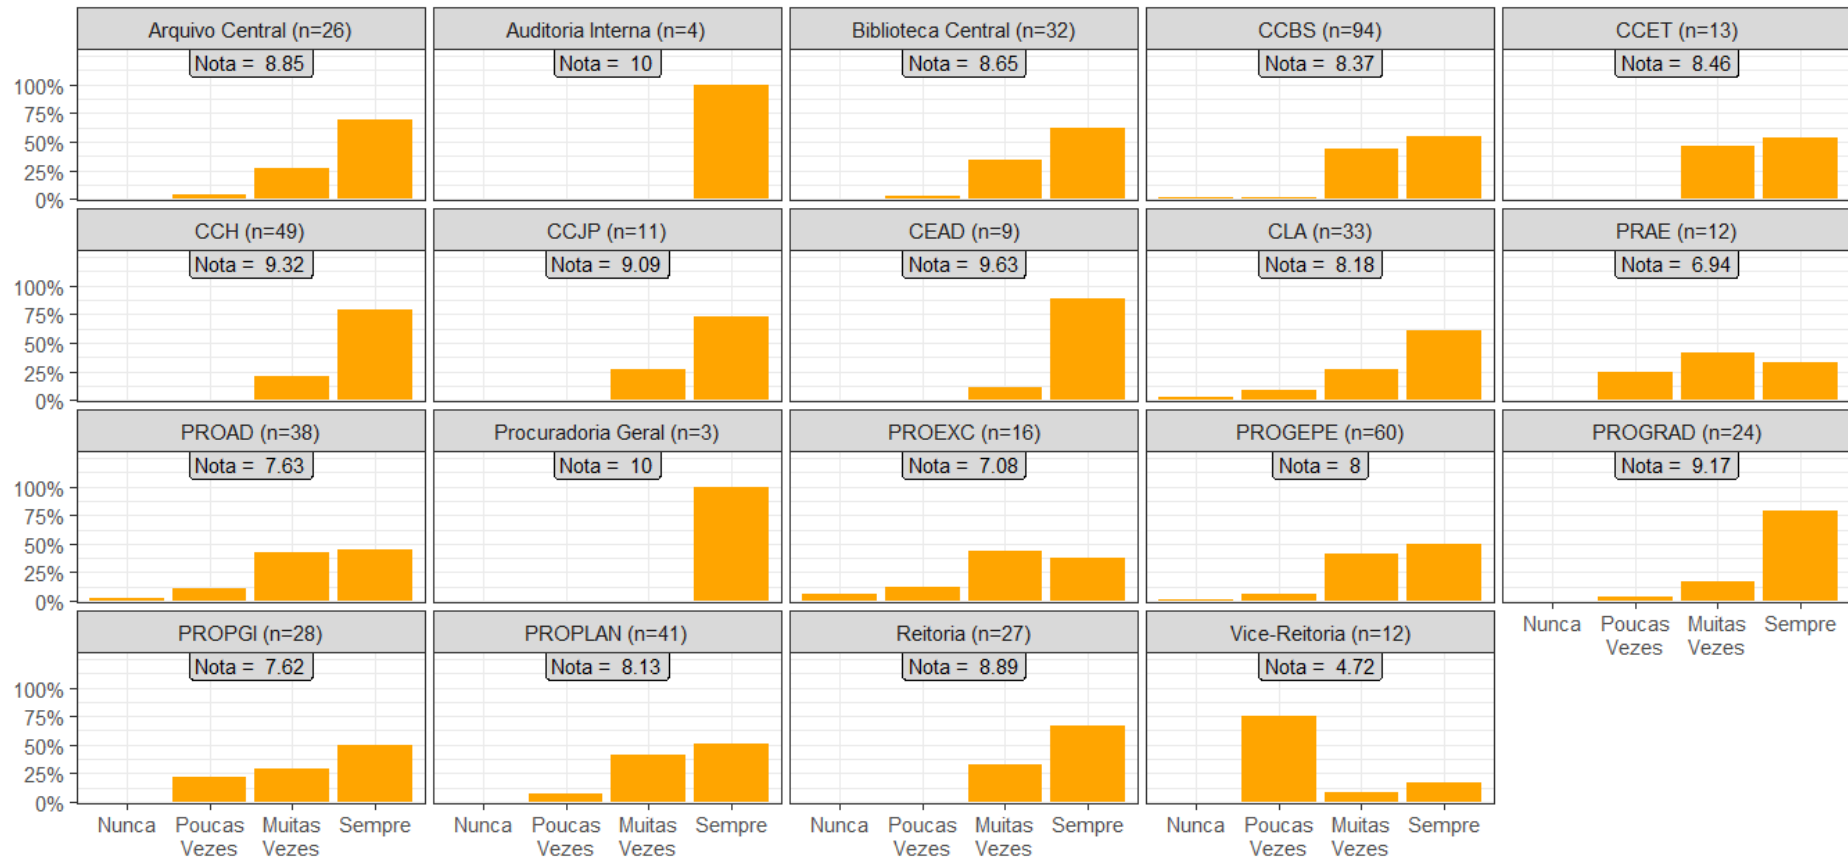 Arquivo Central (n=26)
Auditoria Interna (n=4)
Biblioteca Central (n=32)
CCBS (n=94)
CCET (n=13)
Nota = 8.85
Nota = 10
Nota = 8.65
Nota = 8.37
Nota = 8.46
100%
75%
50%
25%
0%
CCH (n=49)
CCJP (n=11)
CEAD (n=9)
CLA (n=33)
PRAE (n=12)
Nota = 9.32
Nota = 9.09
Nota = 9.63
Nota = 8.18
Nota = 6.94
100%
75%
50%
25%
0%
PROAD (n=38)
Procuradoria Geral (n=3)
PROEXC (n=16)
PROGEPE (n=60)
PROGRAD (n=24)
Nota = 7.63
Nota = 10
Nota = 7.08
Nota = 8
Nota = 9.17
100%
75%
50%
25%
0%
Nunca
Poucas
Vezes
Muitas
Vezes
Sempre
PROPGI (n=28)
PROPLAN (n=41)
Reitoria (n=27)
Vice-Reitoria (n=12)
Nota = 7.62
Nota = 8.13
Nota = 8.89
Nota = 4.72
100%
75%
50%
25%
0%
Nunca
Poucas
Vezes
Muitas
Vezes
Sempre
Nunca
Poucas
Vezes
Muitas
Vezes
Sempre
Nunca
Poucas
Vezes
Muitas
Vezes
Sempre
Nunca
Poucas
Vezes
Muitas
Vezes
Sempre